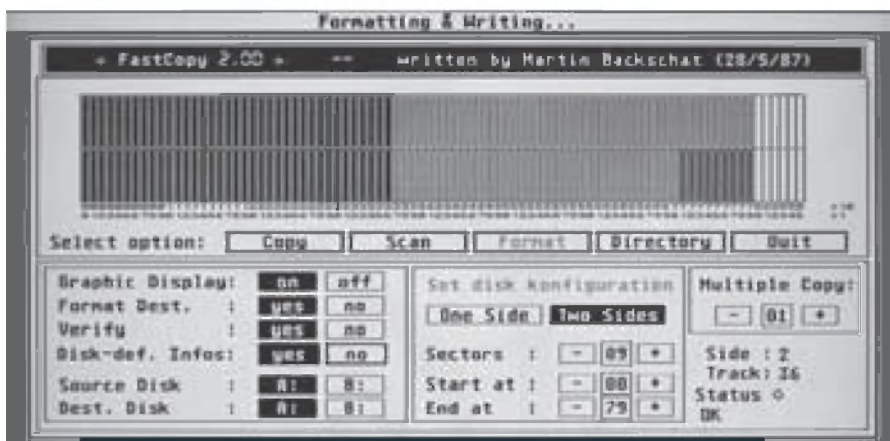 Formatting & Writing...
+ FastCopy 2.00 + -- written by Martin Backschat (28/5/87)
Select option: Copy Scan Format Directory Quit
Graphic Display: on off
Format Dest. : yes no
Verify : yes no
Disk-def. Infos: yes no
Source Disk : A: B:
Dest. Disk : A: B:
Set disk konfiguration
One Side Two Sides
Sectors : - 09 +
Start at : - 00 +
End at : - 79 +
Multiple Copy:
- 01 +
Side : 2
Track: 36
Status
OK